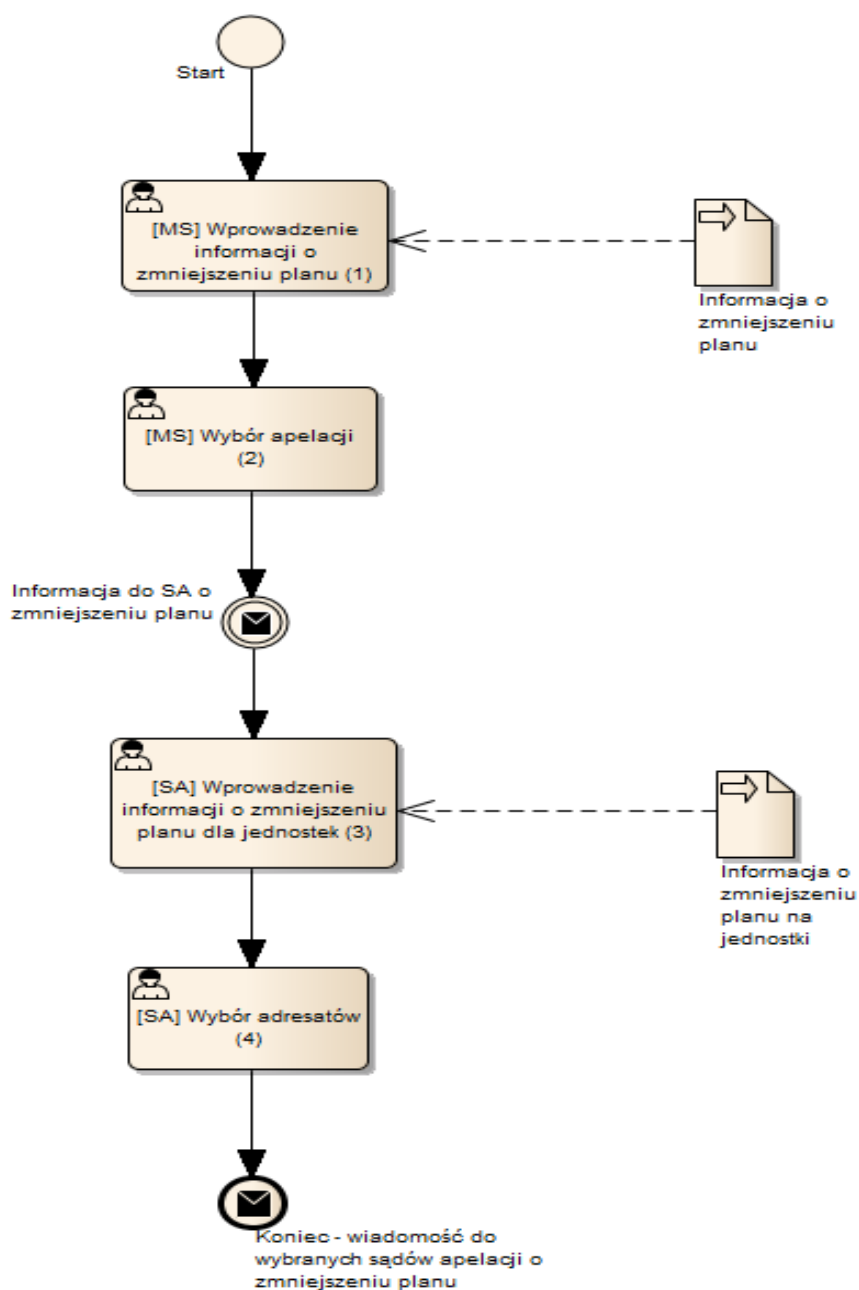 Start
[MS] Wprowadzenie
informacji o
zmniejszeniu planu (1)
Informacja o
zmniejszeniu
planu
[MS] Wybór apelacji
(2)
Informacja do SA o
zmniejszeniu planu
[SA] Wprowadzenie
informacji o zmniejszeniu
planu dla jednostek (3)
Informacja o
zmniejszeniu
planu na
jednostki
[SA] Wybór adresatów
(4)
Koniec - wiadomość do
wybranych sądów apelacji o
zmniejszeniu planu